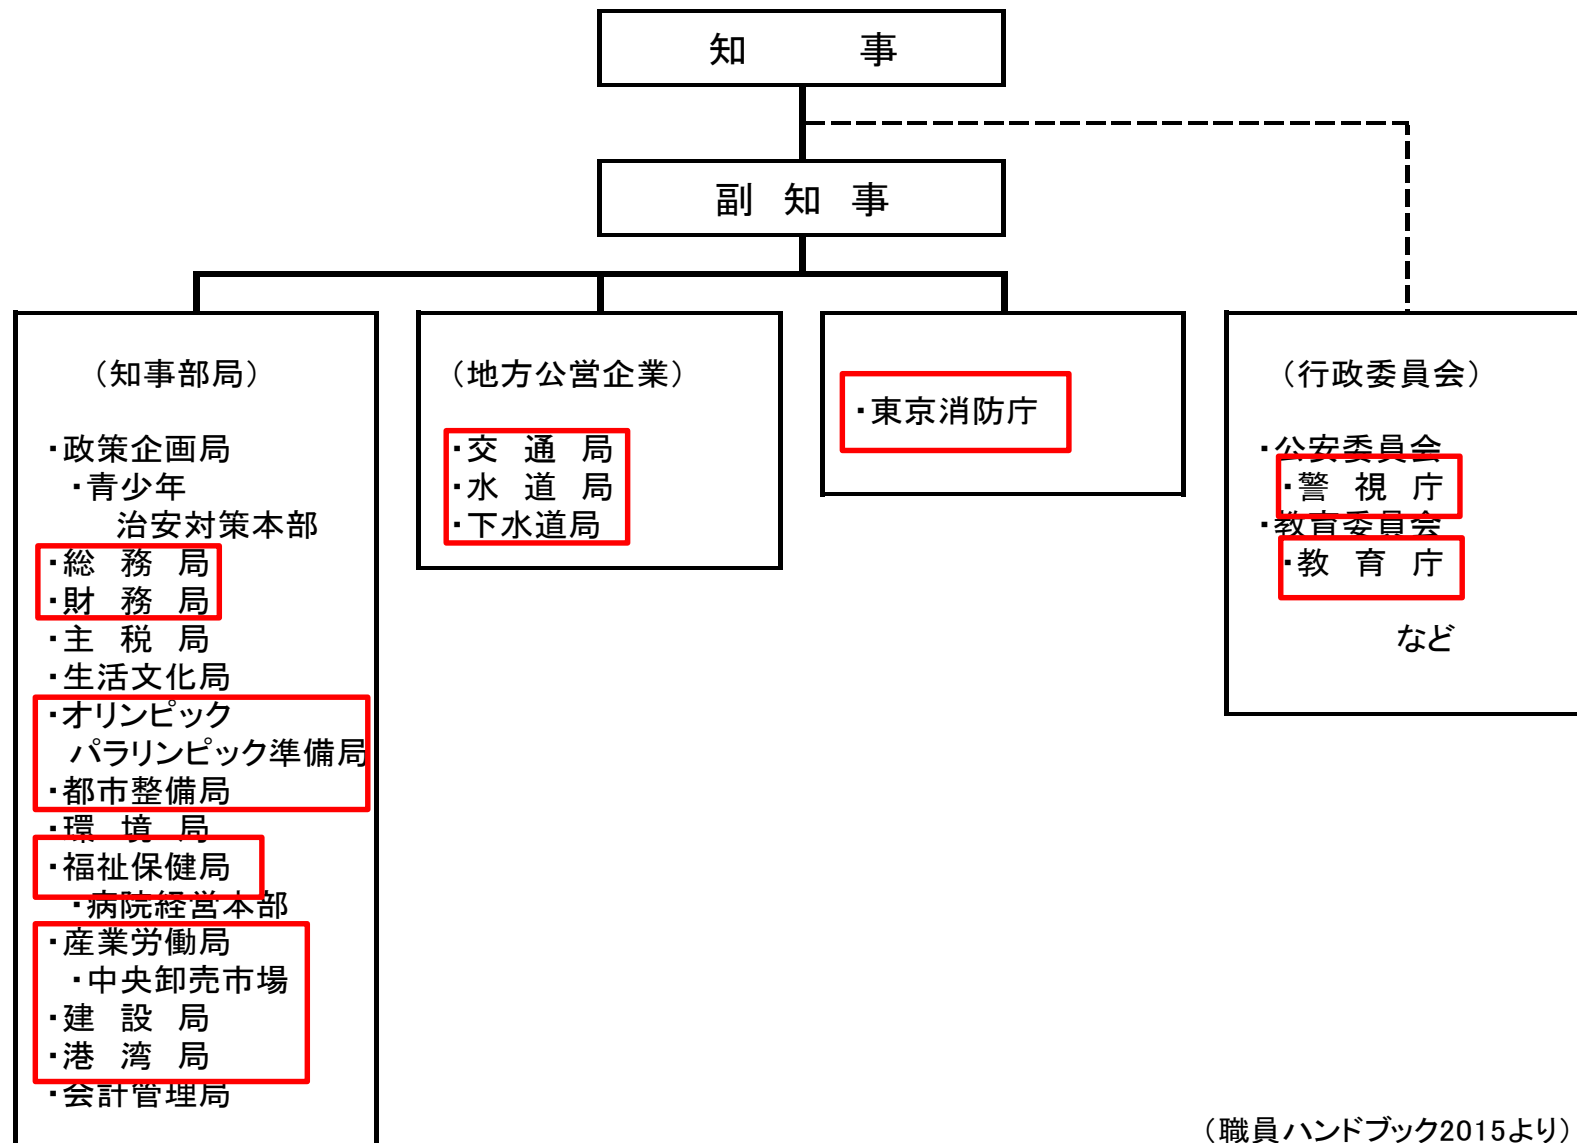 知　事
副 知 事
（知事部局）
・政策企画局
・青少年
治安対策本部
・総 務 局
・財 務 局
・主 税 局
・生活文化局
・オリンピック
パラリンピック準備局
・都市整備局
・環 境 局
・福祉保健局
・病院経営本部
・産業労働局
・中央卸売市場
・建 設 局
・港 湾 局
・会計管理局
（地方公営企業）
・交 通 局
・水 道 局
・下水道局
・東京消防庁
（行政委員会）
・公安委員会
・警 視 庁
・教育委員会
・教 育 庁
など
（職員ハンドブック2015より）